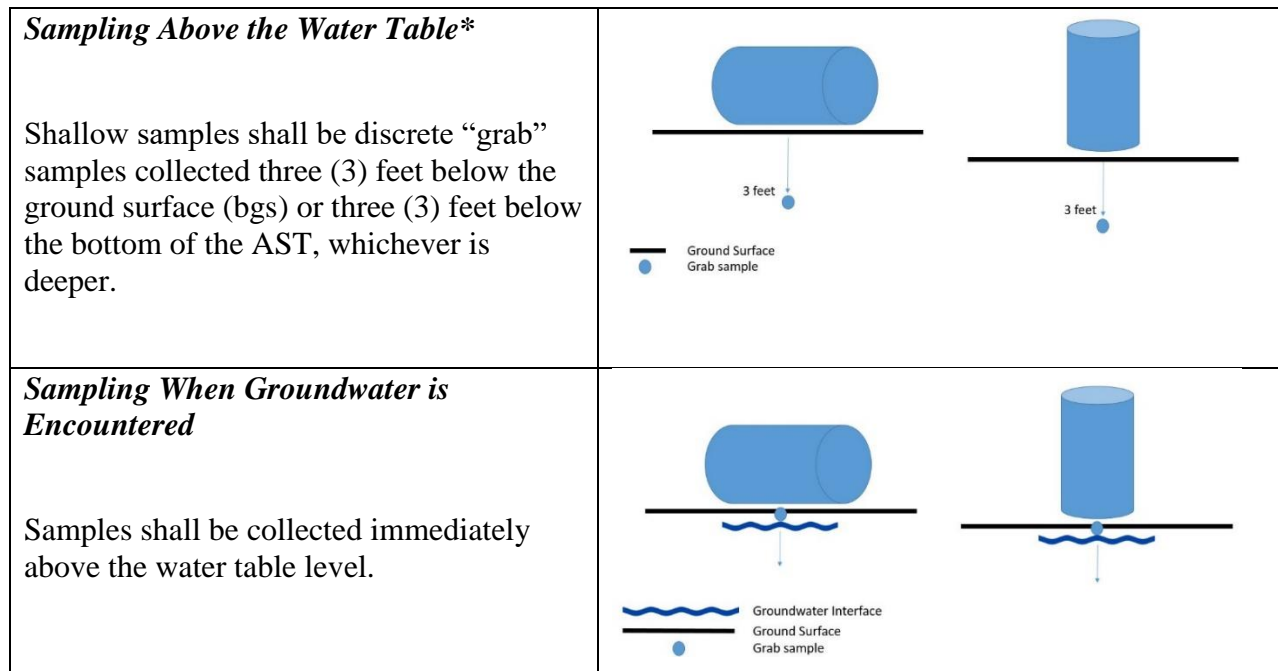 Sampling Above the Water Table*
Shallow samples shall be discrete “grab”
samples collected three (3) feet below the
ground surface (bgs) or three (3) feet below
the bottom of the AST, whichever is
deeper.
3 feet
3 feet
Ground Surface
Grab sample
Sampling When Groundwater is
Encountered
Samples shall be collected immediately
above the water table level.
Groundwater Interface
Ground Surface
Grab sample